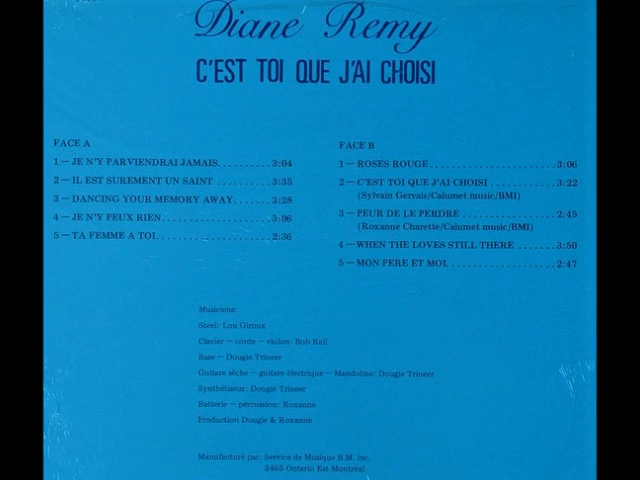 Diane Remy
C'EST TOI QUE J'AI CHOISI
FACE A
1 — JE N'Y PARVIENDRAI JAMAIS. . . . . . . . . . 3:04
2 — IL EST SUREMENT UN SAINT . . . . . . . . . . 3:35
3 — DANCING YOUR MEMORY AWAY. . . . . . . 3:28
4 — JE N'Y PEUX RIEN. . . . . . . . . . . . . . . . . . . . 3:06
5 — TA FEMME A TOI. . . . . . . . . . . . . . . . . . . . . 2:36
FACE B
1 — ROSES ROUGE. . . . . . . . . . . . . . . . . . . . . . . 3:06
2 — C'EST TOI QUE J'AI CHOISI . . . . . . . . . . . . 3:22
(Sylvain Gervais/Calumet music/BMI)
3 — PEUR DE LE PERDRE . . . . . . . . . . . . . . . . . 2:45
(Roxanne Charette/Calumet music/BMI)
4 — WHEN THE LOVES STILL THERE . . . . . . . 3:50
5 — MON PERE ET MOI. . . . . . . . . . . . . . . . . . . 2:47
Musiciens:
Steel: Lou Giroux
Clavier — corde — violon: Bob Rail
Base — Dougie Trineer
Guitare sèche — guitare électrique — Mandoline: Dougie Trineer
Synthétiseur: Dougie Trineer
Batterie — percussion: Roxanne
Production Dougie & Roxanne
Manufacturé par: Service de Musique B.M. inc.
3465 Ontario Est Montréal